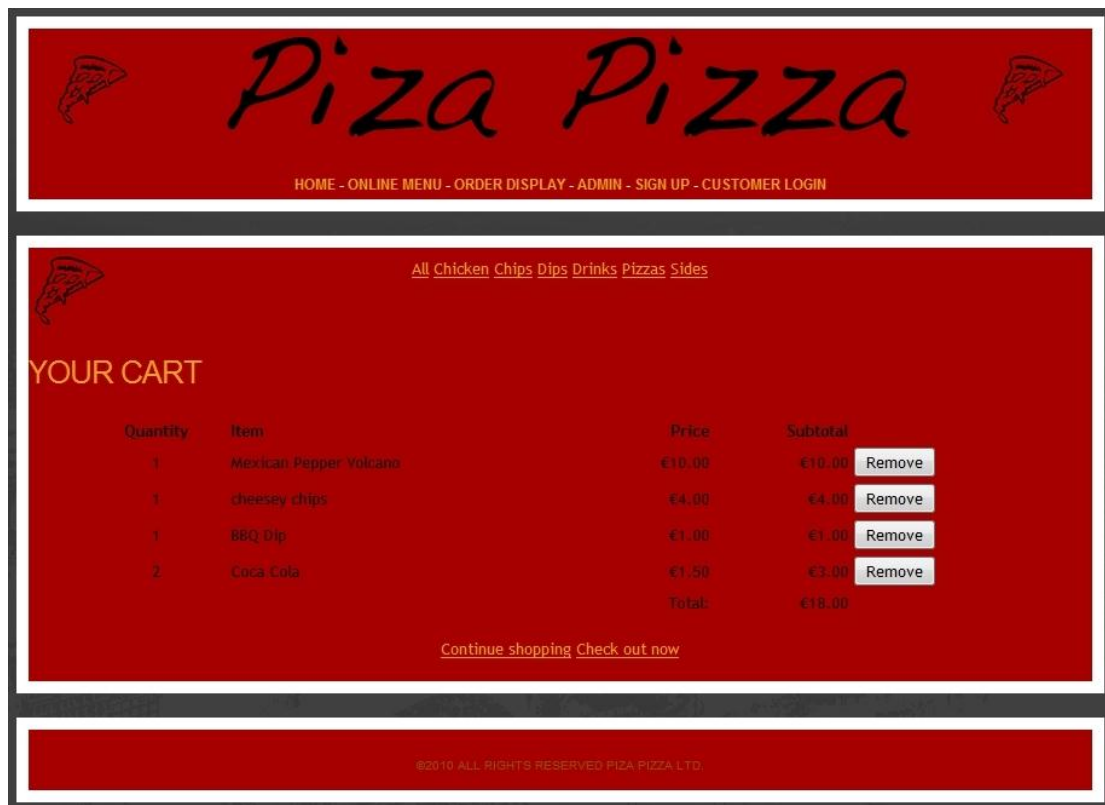 Piza Pizza
HOME - ONLINE MENU - ORDER DISPLAY - ADMIN - SIGN UP - CUSTOMER LOGIN
All Chicken Chips Dips Drinks Pizzas Sides
YOUR CART
Quantity Item Price Subtotal
1 Mexican Pepper Volcano €10.00 €10.00 Remove
1 cheesey chips €4.00 €4.00 Remove
1 BBQ Dip €1.00 €1.00 Remove
2 Coca Cola €1.50 €3.00 Remove
Total: €18.00
Continue shopping Check out now
©2010 ALL RIGHTS RESERVED PIZA PIZZA LTD.